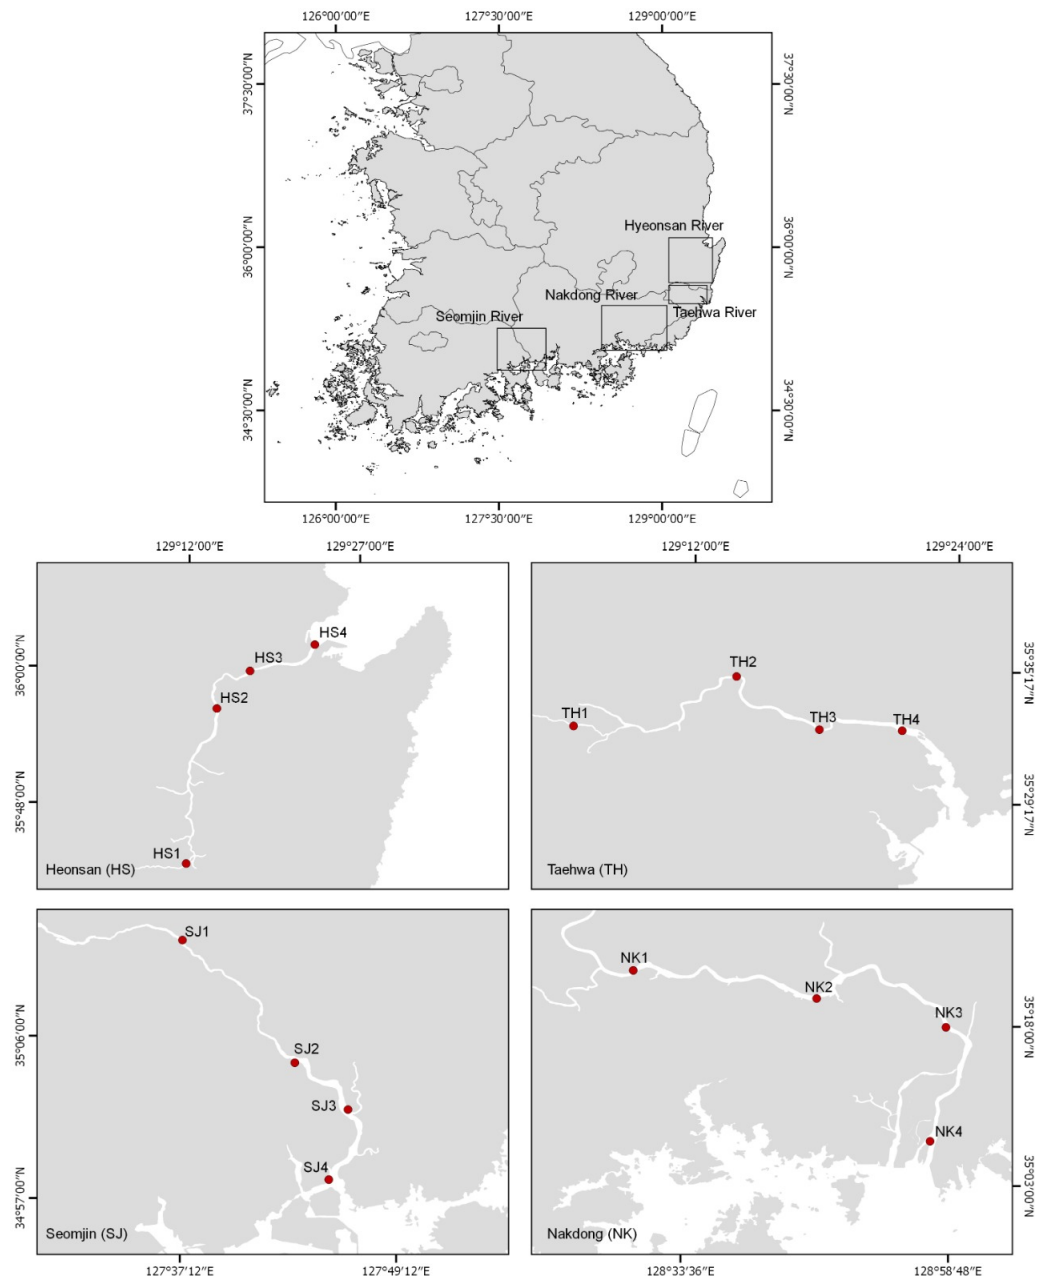 126°00′00″E 127°30′00″E 129°00′00″E
37°30′00″N 37°30′00″N
Hyeonsan River
36°00′00″N 36°00′00″N
Nakdong River
Taehwa River
Seomjin River
34°30′00″N 34°30′00″N
126°00′00″E 127°30′00″E 129°00′00″E
129°12′00″E 129°27′00″E
HS4
HS3
36°00′00″N
HS2
35°48′00″N
HS1
Heonsan (HS)
129°12′00″E 129°24′00″E
TH2
35°35′17″N
TH1 TH3 TH4
35°29′17″N
Taehwa (TH)
SJ1
35°06′00″N
SJ2
SJ3
SJ4
34°57′00″N
Seomjin (SJ)
127°37′12″E 127°49′12″E
NK1
NK2
NK3
35°18′00″N
NK4
35°03′00″N
Nakdong (NK)
128°33′36″E 128°58′48″E